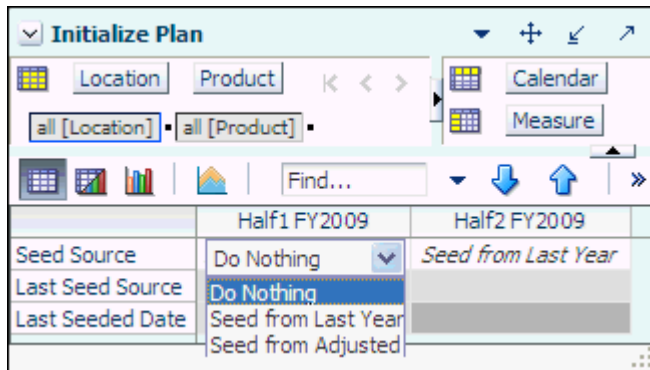 Initialize Plan
Location Product Calendar
all [Location] all [Product] Measure
Find...
Half1 FY2009 Half2 FY2009
Seed Source Do Nothing Seed from Last Year
Last Seed Source Do Nothing
Last Seeded Date Seed from Last Year
Seed from Adjusted